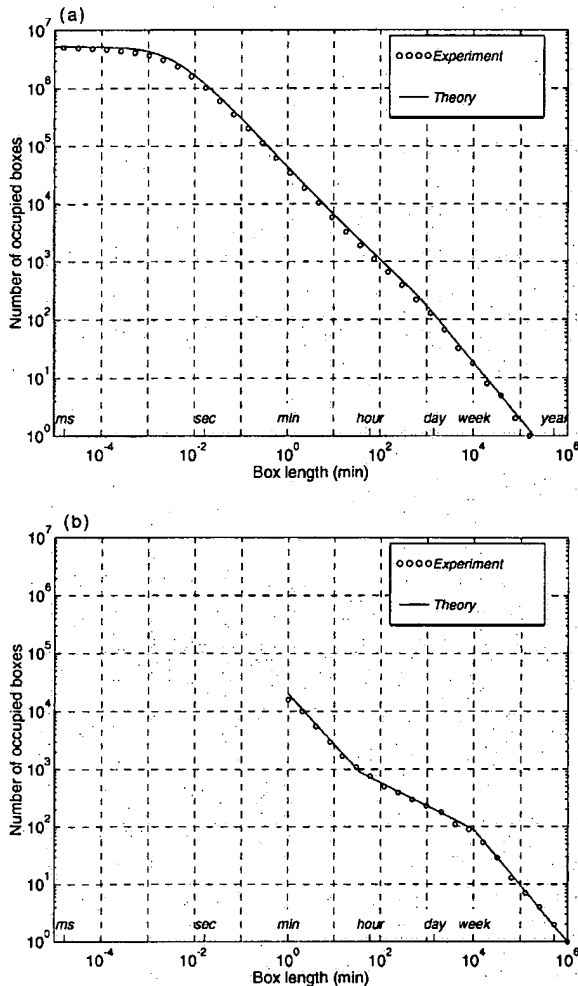 (a)
10^7
10^6
10^5
10^4
10^3
10^2
10^1
10^0
Number of occupied boxes
Experiment
Theory
ms sec min hour day week year
10^-4 10^-2 10^0 10^2 10^4 10^6
Box length (min)
(b)
10^7
10^6
10^5
10^4
10^3
10^2
10^1
10^0
Number of occupied boxes
Experiment
Theory
ms sec min hour day week
10^-4 10^-2 10^0 10^2 10^4 10^6
Box length (min)